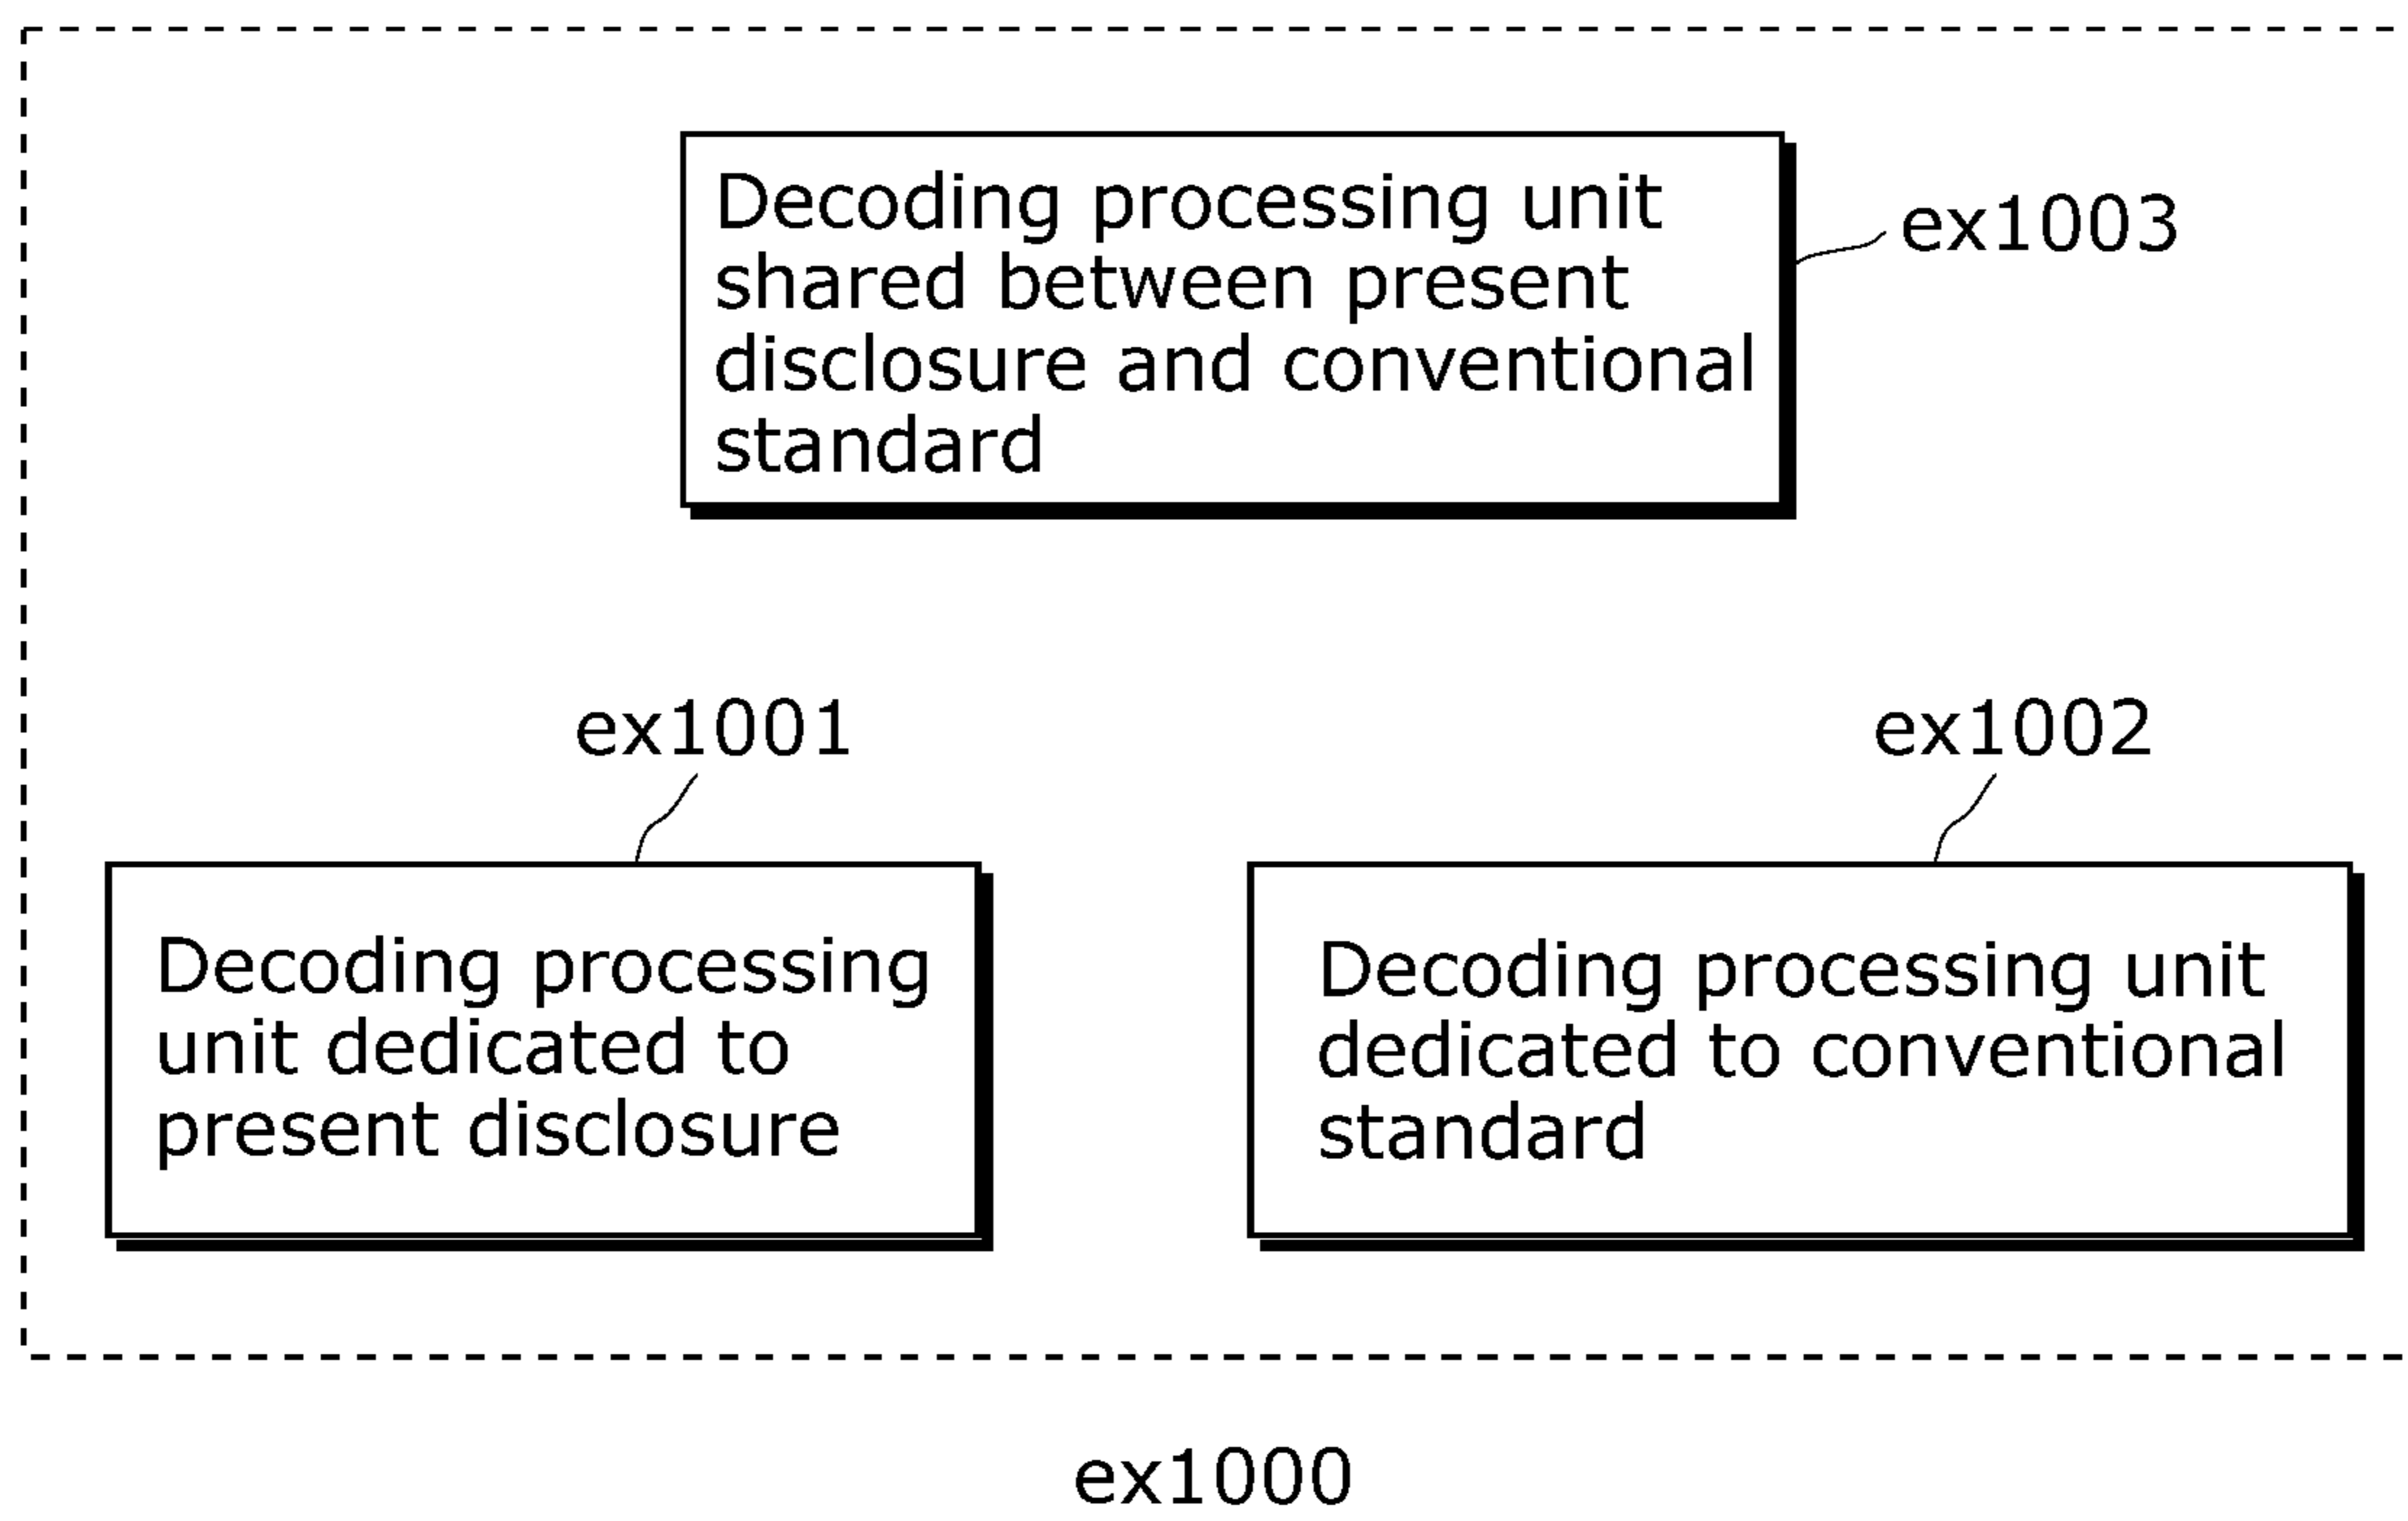 Decoding processing unit
shared between present
disclosure and conventional
standard
ex1003
ex1001
ex1002
Decoding processing
unit dedicated to
present disclosure
Decoding processing unit
dedicated to conventional
standard
ex1000